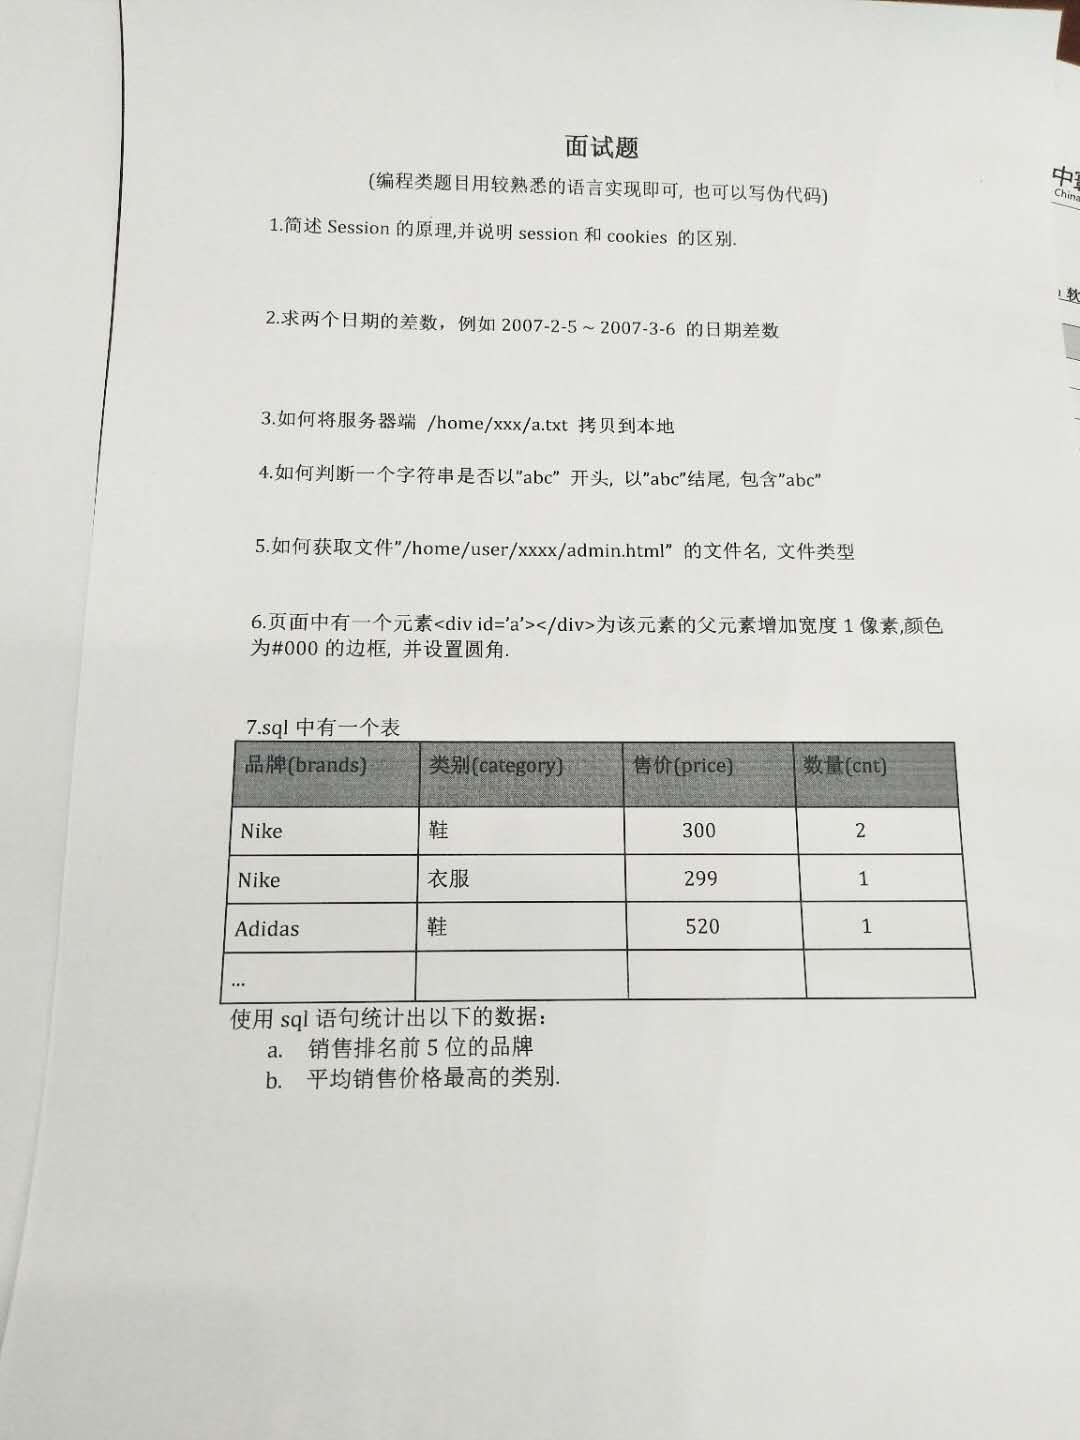 面试题
(编程类题目用较熟悉的语言实现即可, 也可以写伪代码)
1.简述 Session 的原理,并说明 session 和 cookies 的区别.
2.求两个日期的差数，例如 2007-2-5 ~ 2007-3-6 的日期差数
3.如何将服务器端 /home/xxx/a.txt 拷贝到本地
4.如何判断一个字符串是否以”abc” 开头, 以”abc”结尾, 包含”abc”
5.如何获取文件”/home/user/xxxx/admin.html” 的文件名, 文件类型
6.页面中有一个元素<div id='a'></div>为该元素的父元素增加宽度 1 像素,颜色
为#000 的边框, 并设置圆角.
7.sql 中有一个表
品牌(brands) 类别(category) 售价(price) 数量(cnt)
Nike 鞋 300 2
Nike 衣服 299 1
Adidas 鞋 520 1
...
使用 sql 语句统计出以下的数据：
a. 销售排名前 5 位的品牌
b. 平均销售价格最高的类别.
China
软